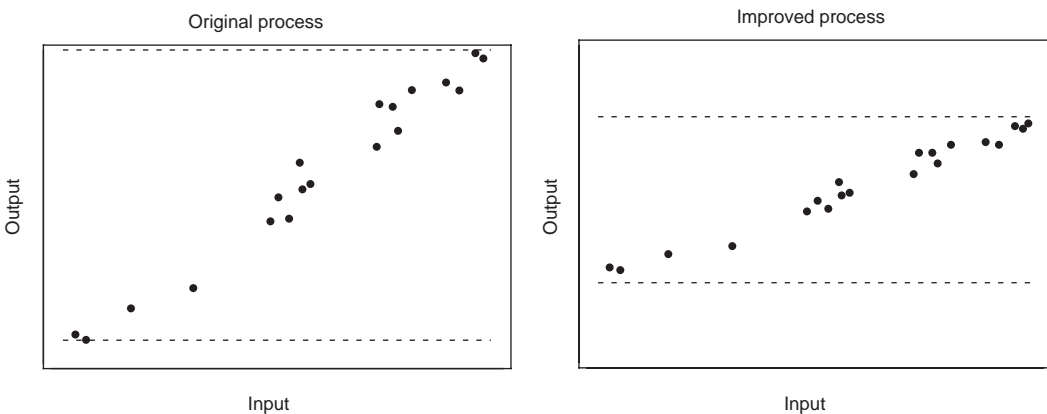 Original process
Output
Input
Improved process
Output
Input